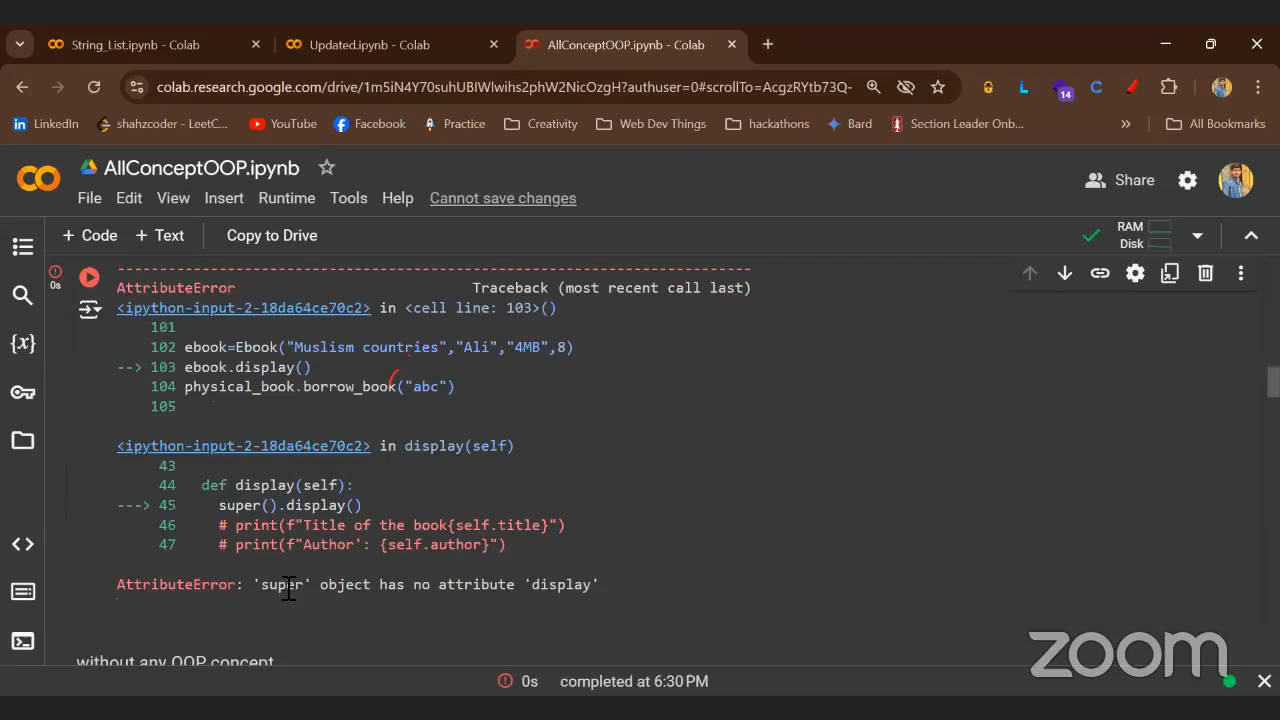 String_List.ipynb - Colab
Updated.ipynb - Colab
AllConceptOOP.ipynb - Colab
colab.research.google.com/drive/1m5iN4Y70suhUBIWlwihs2phW2NicOzgH?authuser=0#scrollTo=AcgzRYtb73Q-
14
LinkedIn
shahzcoder - LeetC...
YouTube
Facebook
Practice
Creativity
Web Dev Things
hackathons
Bard
Section Leader Onb...
All Bookmarks
AllConceptOOP.ipynb
File Edit View Insert Runtime Tools Help Cannot save changes
Share
+ Code + Text Copy to Drive
RAM
Disk
0s
-----------------------------------------------------------------------------
AttributeError Traceback (most recent call last)
<ipython-input-2-18da64ce70c2> in <cell line: 103>()
101
102 ebook=Ebook("Muslism countries","Ali","4MB",8)
--> 103 ebook.display()
104 physical_book.borrow_book("abc")
105
<ipython-input-2-18da64ce70c2> in display(self)
43
44 def display(self):
---> 45 super().display()
46 # print(f"Title of the book{self.title}")
47 # print(f"Author': {self.author}")
AttributeError: 'super' object has no attribute 'display'
without any OOP concept
0s completed at 6:30 PM
zoom